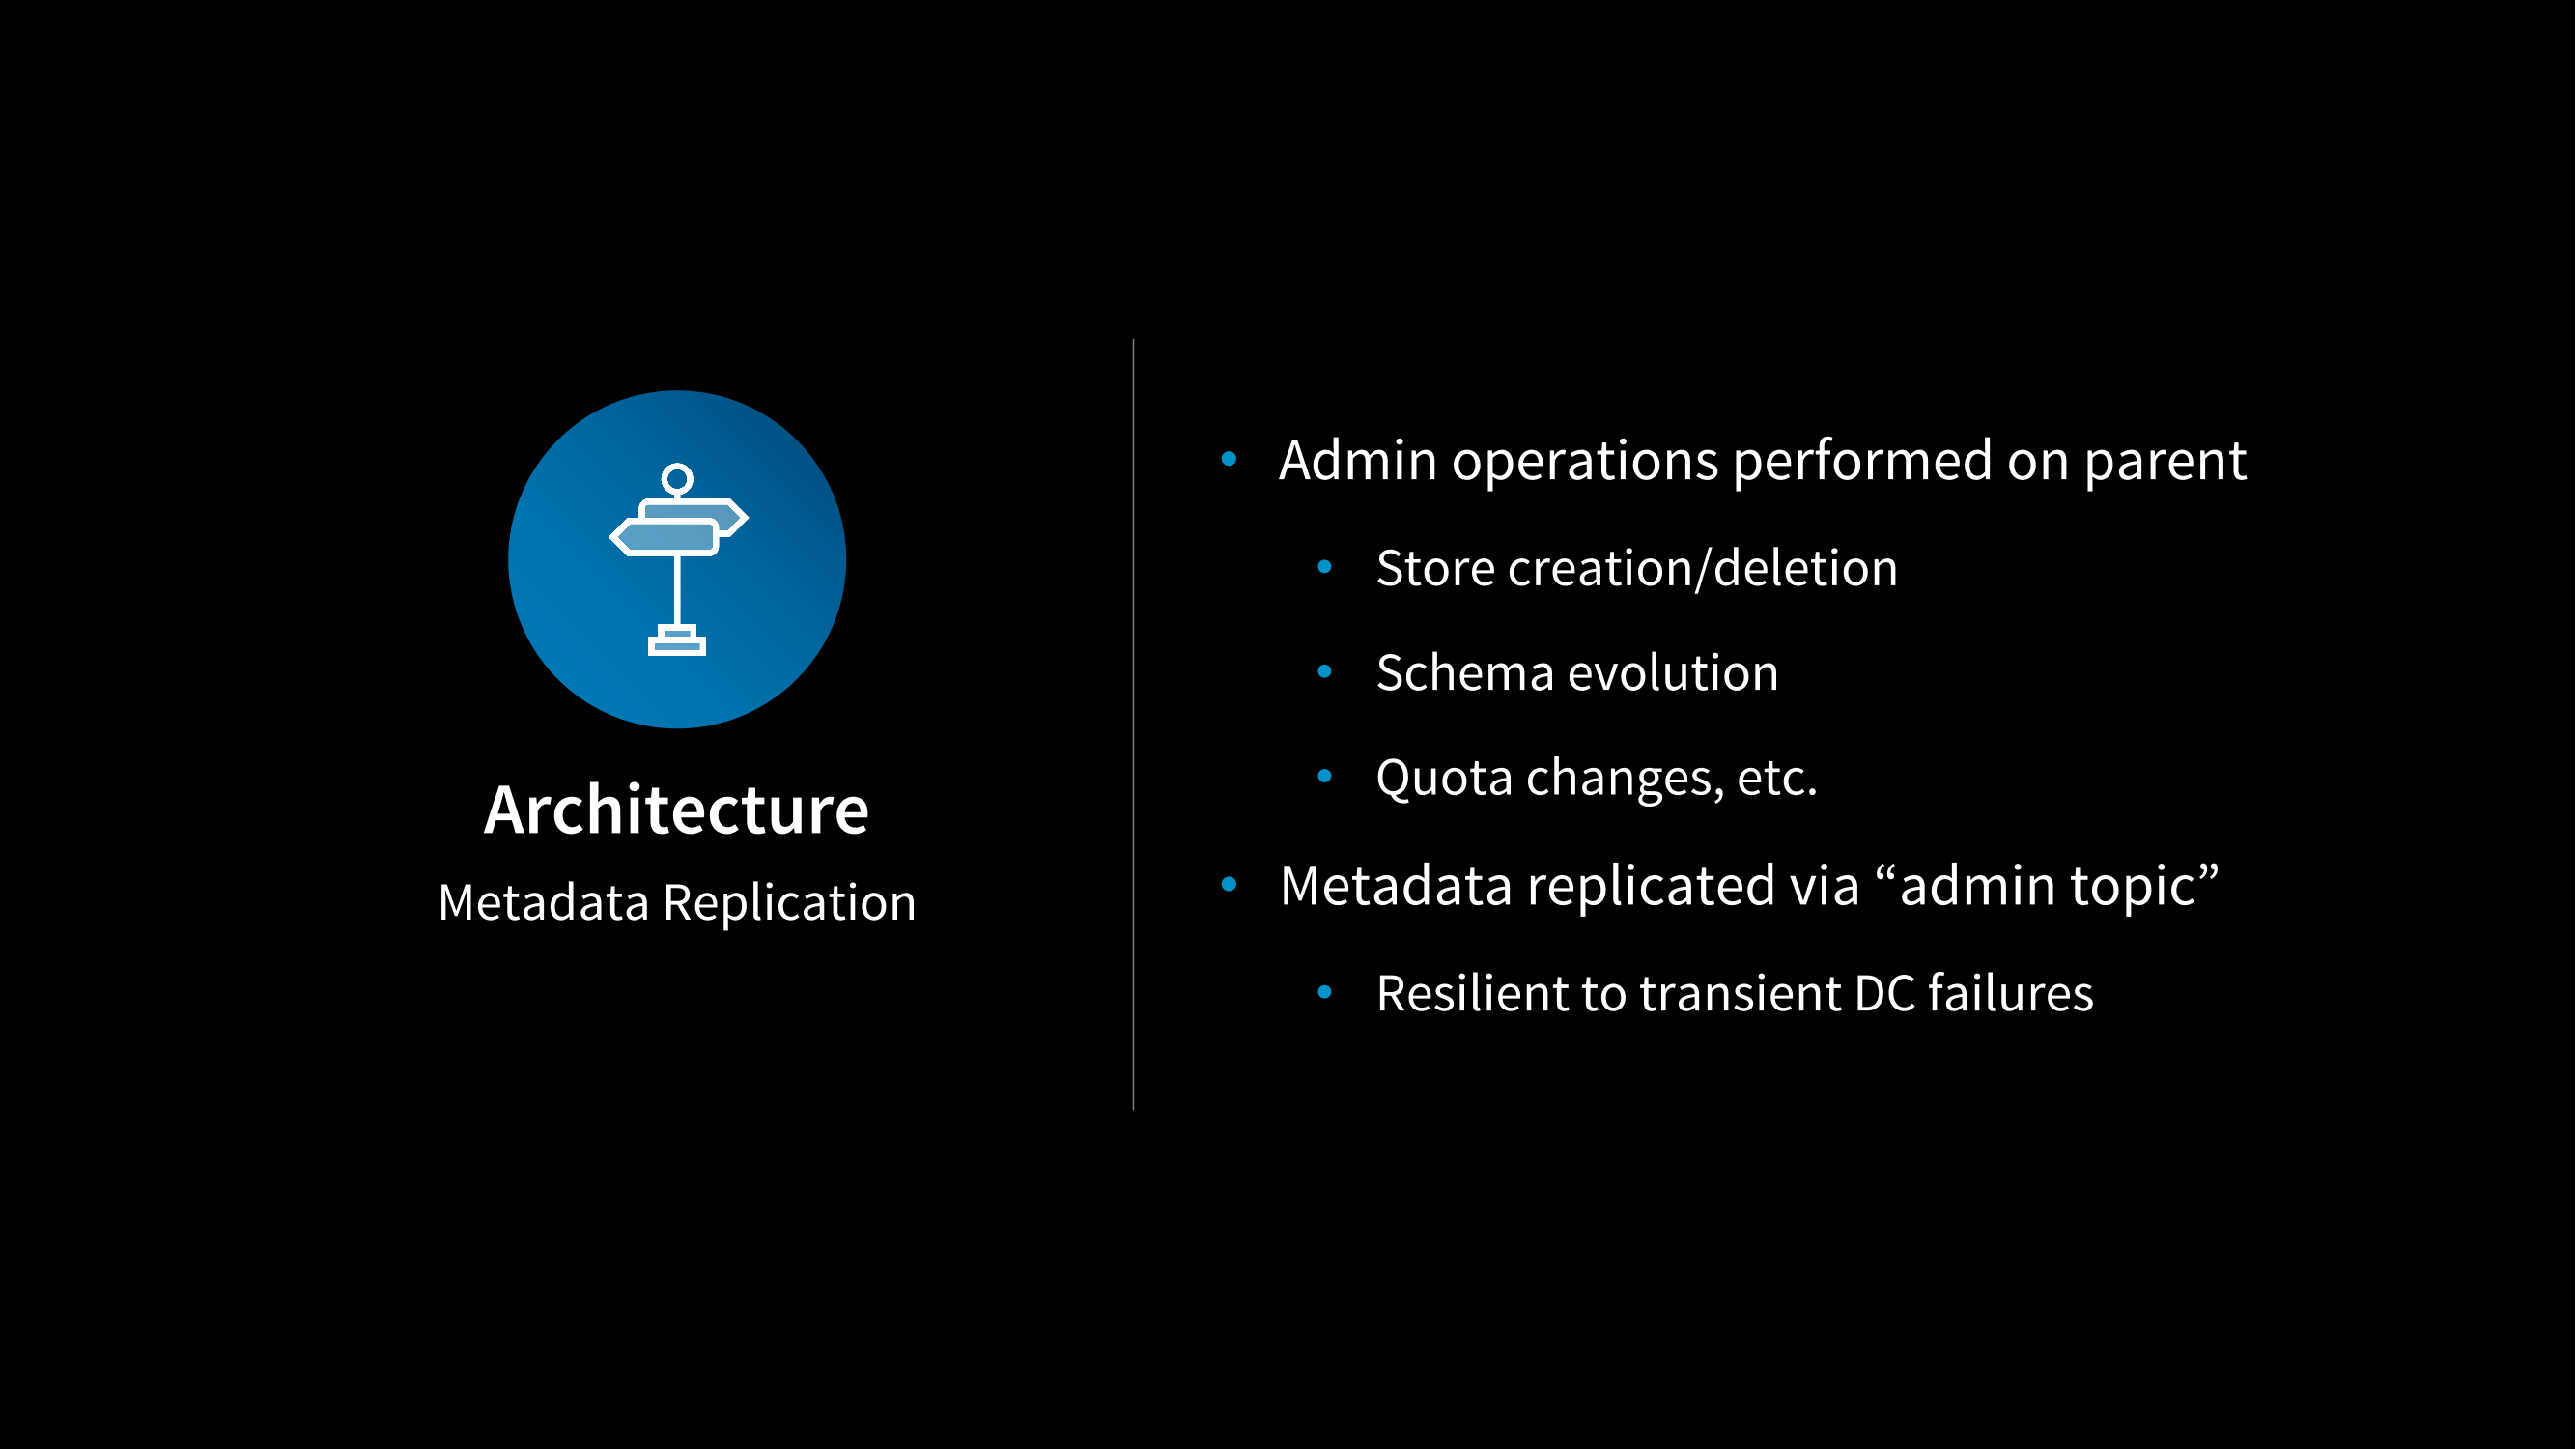 Architecture
Metadata Replication
• Admin operations performed on parent
• Store creation/deletion
• Schema evolution
• Quota changes, etc.
• Metadata replicated via “admin topic”
• Resilient to transient DC failures